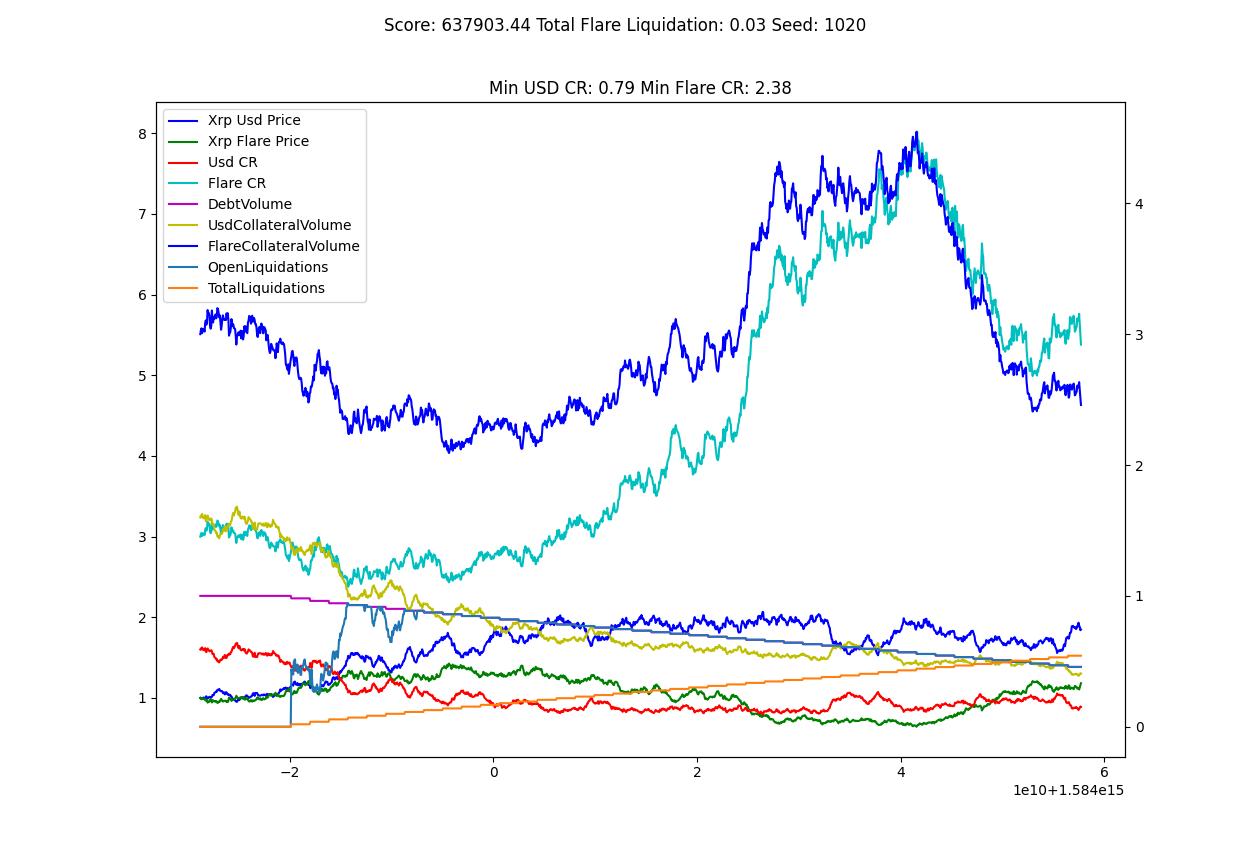 Score: 637903.44 Total Flare Liquidation: 0.03 Seed: 1020
Min USD CR: 0.79 Min Flare CR: 2.38
Xrp Usd Price
Xrp Flare Price
Usd CR
Flare CR
DebtVolume
UsdCollateralVolume
FlareCollateralVolume
OpenLiquidations
TotalLiquidations
8
7
6
5
4
3
2
1
4
3
2
1
0
−2 0 2 4 6
1e10+1.584e15